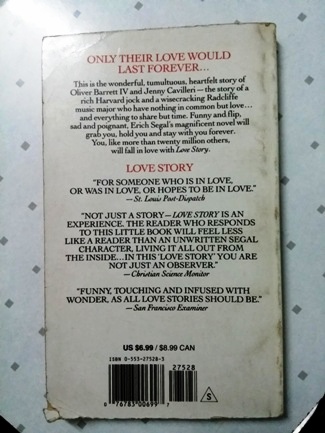 ONLY THEIR LOVE WOULD
LAST FOREVER...
This is the wonderful, tumultuous, heartfelt story of
Oliver Barrett IV and Jenny Cavilleri — the story of a
rich Harvard jock and a wisecracking Radcliffe
music major who have nothing in common but love...
and everything to share but time. Funny and flip,
sad and poignant, Erich Segal's magnificent novel will
grab you, hold you and stay with you forever.
You, like more than twenty million others,
will fall in love with Love Story.
LOVE STORY
"FOR SOMEONE WHO IS IN LOVE,
OR WAS IN LOVE, OR HOPES TO BE IN LOVE."
—St. Louis Post-Dispatch
"NOT JUST A STORY—LOVE STORY IS AN
EXPERIENCE. THE READER WHO RESPONDS
TO THIS LITTLE BOOK WILL FEEL LESS
LIKE A READER THAN AN UNWRITTEN SEGAL
CHARACTER, LIVING IT ALL OUT FROM
THE INSIDE...IN THIS 'LOVE STORY' YOU ARE
NOT JUST AN OBSERVER."
—Christian Science Monitor
"FUNNY, TOUCHING AND INFUSED WITH
WONDER, AS ALL LOVE STORIES SHOULD BE."
—San Francisco Examiner
US $6.99 / $8.99 CAN
ISBN 0-553-27528-3
27528
0 76783 00699 7
S